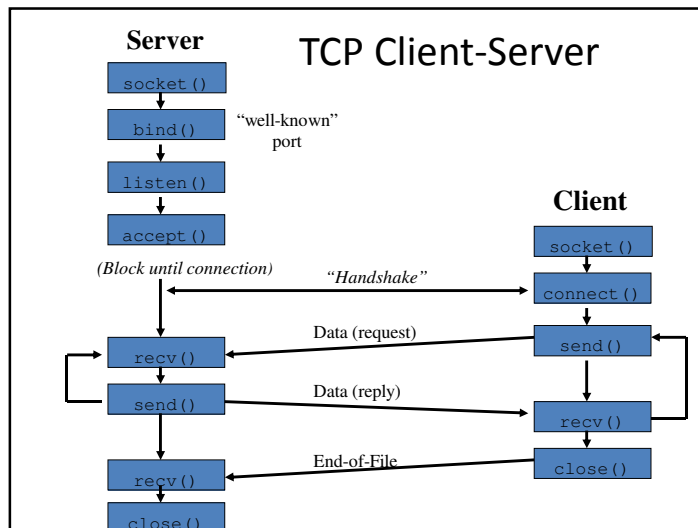 TCP Client-Server
Server
socket()
bind()
“well-known”
port
listen()
accept()
(Block until connection)
Client
socket()
“Handshake”
connect()
Data (request)
send()
recv()
Data (reply)
send()
recv()
End-of-File
close()
recv()
close()